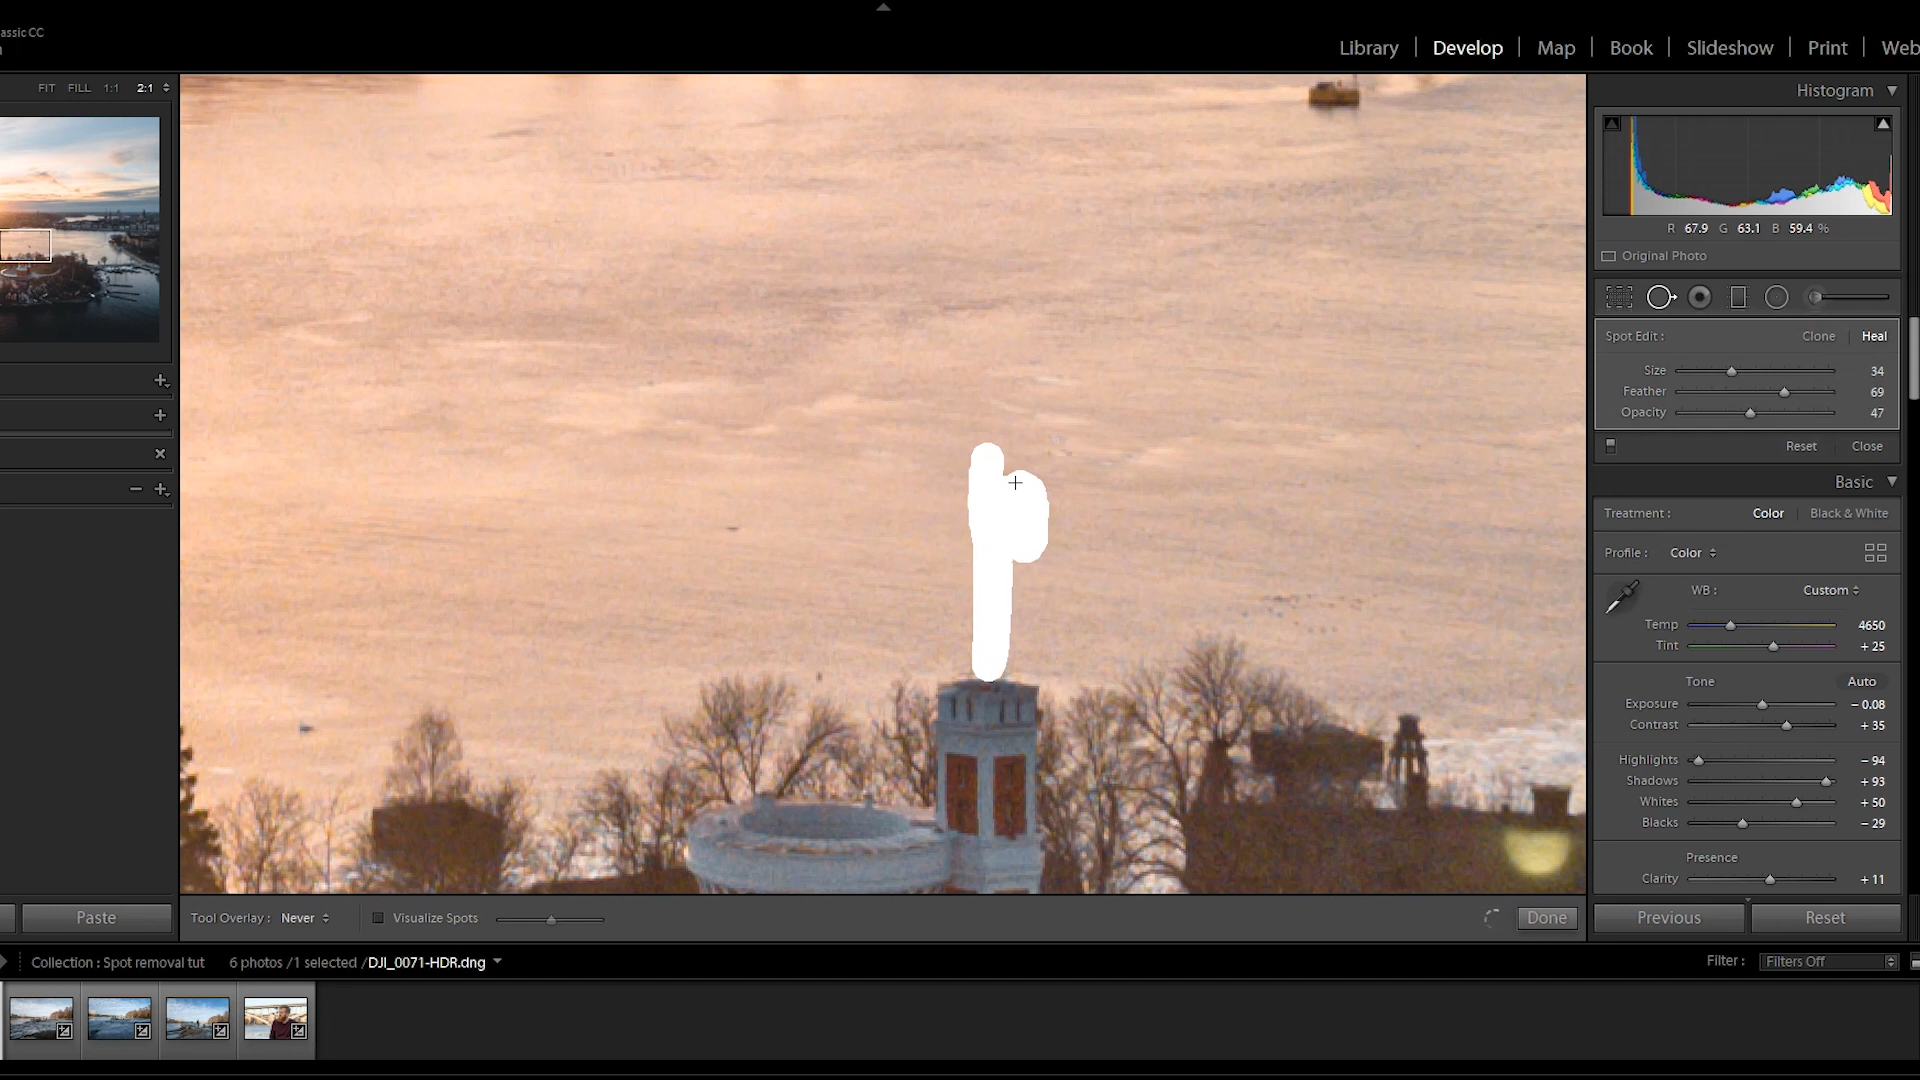 assic CC
Library | Develop | Map | Book | Slideshow | Print | Web
FIT FILL 1:1 2:1
Histogram
R 67.9 G 63.1 B 59.4 %
Original Photo
Spot Edit : Clone | Heal
Size 34
Feather 69
Opacity 47
Reset Close
Basic
Treatment : Color | Black & White
Profile : Color
WB : Custom
Temp 4650
Tint + 25
Tone Auto
Exposure − 0.08
Contrast + 35
Highlights − 94
Shadows + 93
Whites + 50
Blacks − 29
Presence
Clarity + 11
Paste
Tool Overlay : Never Visualize Spots Done
Previous Reset
Collection : Spot removal tut 6 photos /1 selected /DJI_0071-HDR.dng
Filter : Filters Off